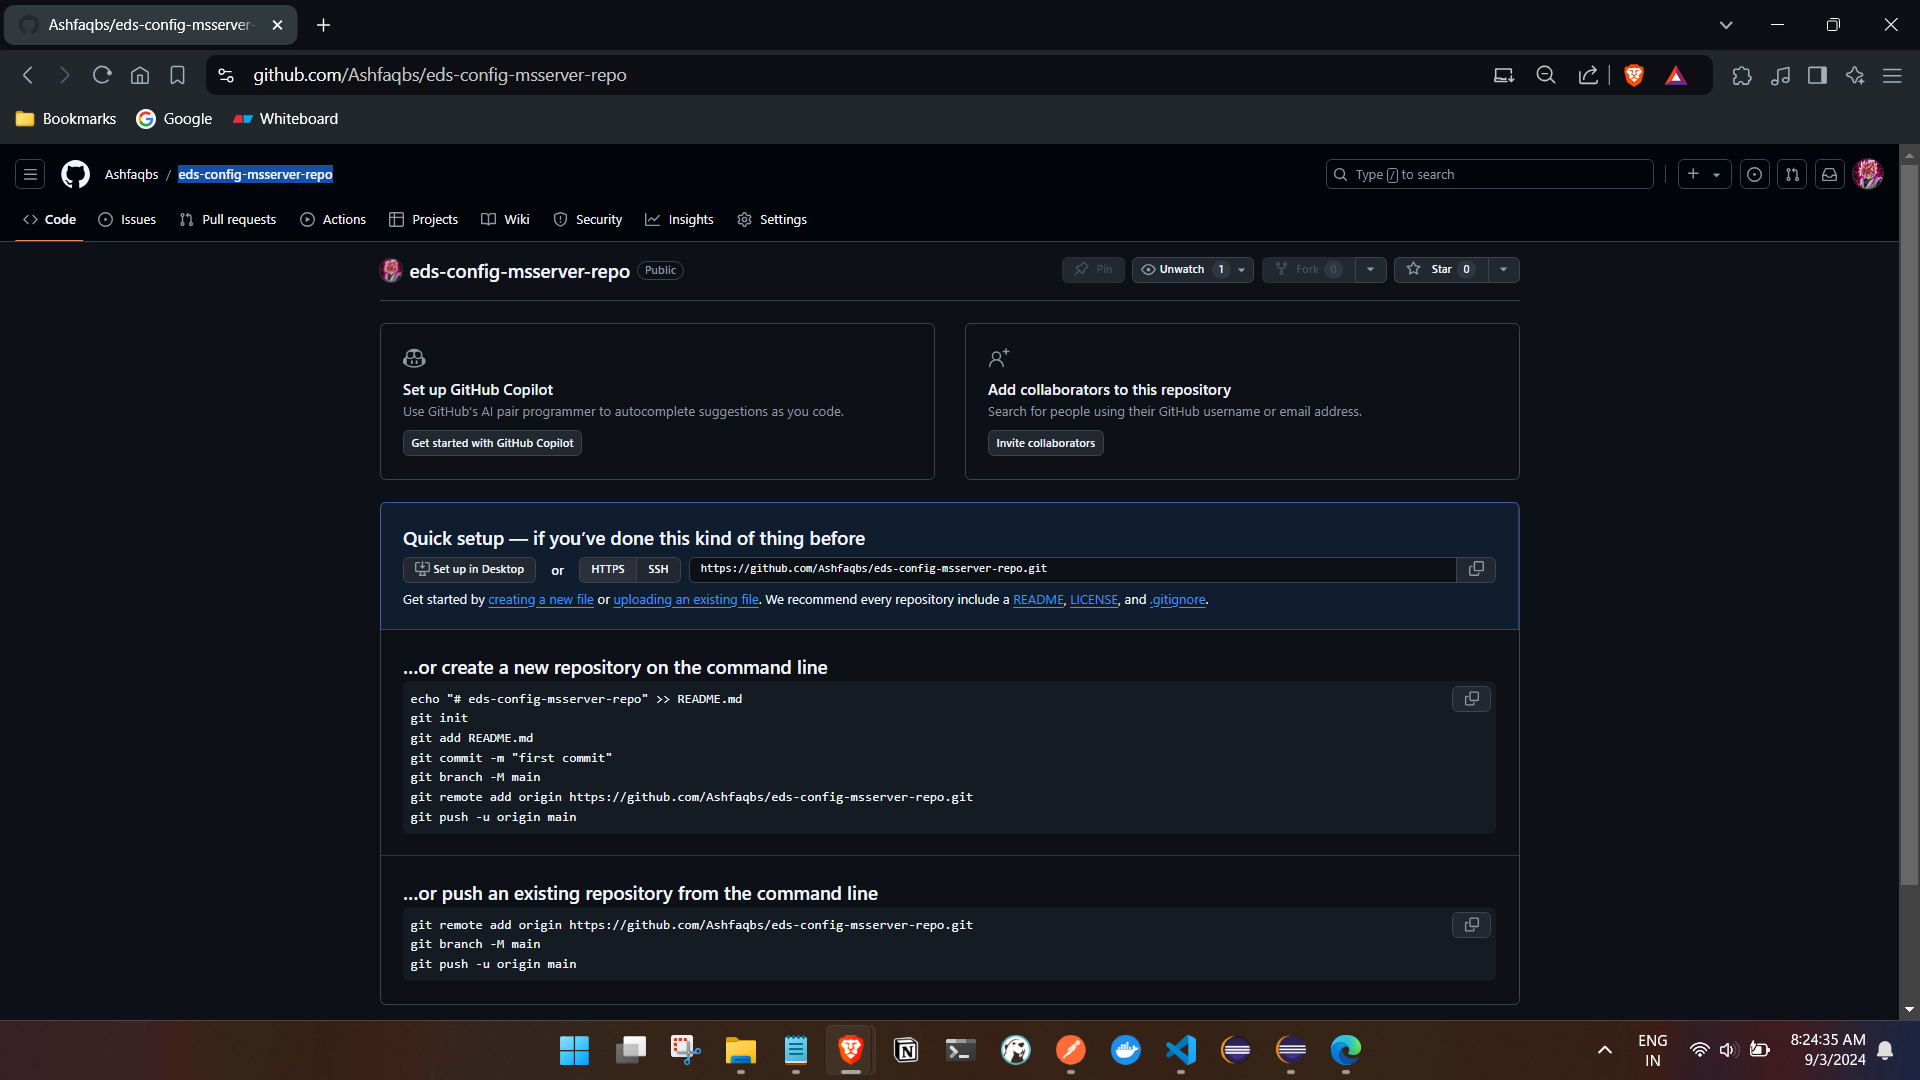 Ashfaqbs/eds-config-msserver-
github.com/Ashfaqbs/eds-config-msserver-repo
Bookmarks Google Whiteboard
Ashfaqbs / eds-config-msserver-repo
Type / to search
Code Issues Pull requests Actions Projects Wiki Security Insights Settings
eds-config-msserver-repo Public
Pin Unwatch 1 Fork 0 Star 0
Set up GitHub Copilot
Use GitHub's AI pair programmer to autocomplete suggestions as you code.
Get started with GitHub Copilot
Add collaborators to this repository
Search for people using their GitHub username or email address.
Invite collaborators
Quick setup — if you’ve done this kind of thing before
Set up in Desktop or HTTPS SSH https://github.com/Ashfaqbs/eds-config-msserver-repo.git
Get started by creating a new file or uploading an existing file. We recommend every repository include a README, LICENSE, and .gitignore.
…or create a new repository on the command line
echo "# eds-config-msserver-repo" >> README.md
git init
git add README.md
git commit -m "first commit"
git branch -M main
git remote add origin https://github.com/Ashfaqbs/eds-config-msserver-repo.git
git push -u origin main
…or push an existing repository from the command line
git remote add origin https://github.com/Ashfaqbs/eds-config-msserver-repo.git
git branch -M main
git push -u origin main
ENG
IN
8:24:35 AM
9/3/2024